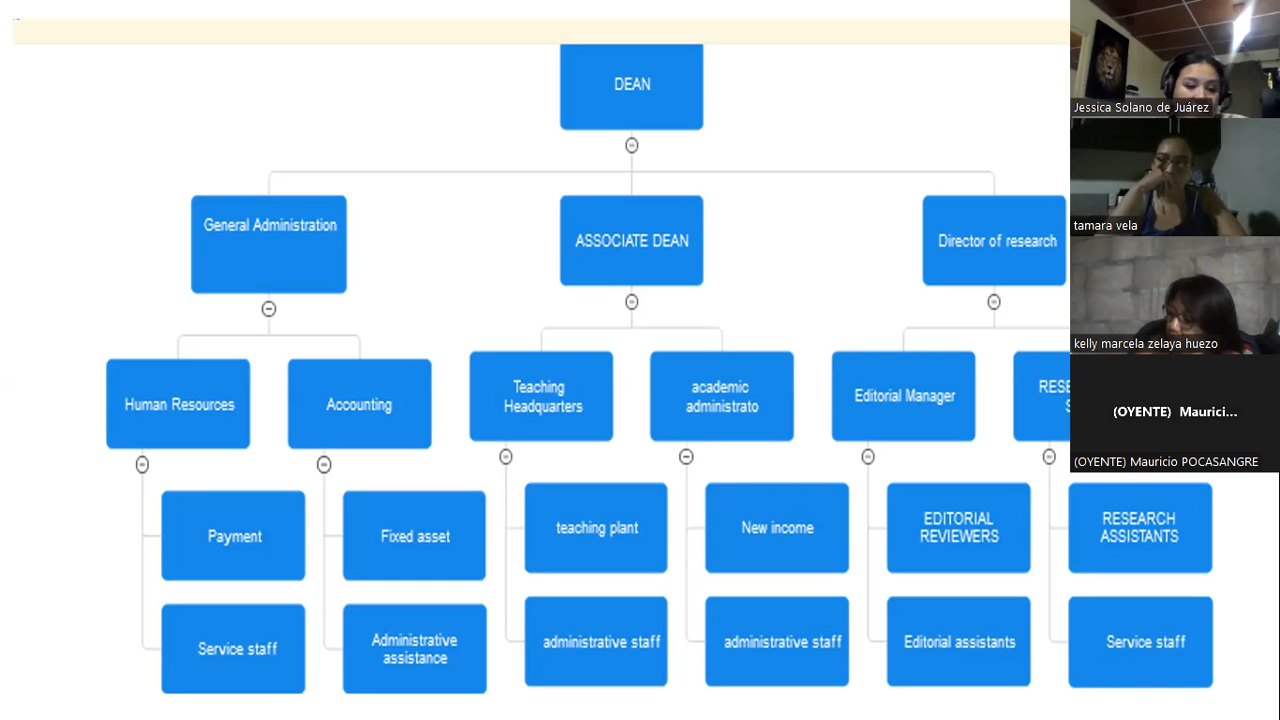 DEAN
General Administration
ASSOCIATE DEAN
Director of research
Human Resources
Accounting
Teaching
Headquarters
academic
administrato
Editorial Manager
Payment
Fixed asset
teaching plant
New income
EDITORIAL
REVIEWERS
RESEARCH
ASSISTANTS
Service staff
Administrative
assistance
administrative staff
administrative staff
Editorial assistants
Service staff
Jessica Solano de Juárez
tamara vela
kelly marcela zelaya huezo
(OYENTE) Maurici...
(OYENTE) Mauricio POCASANGRE